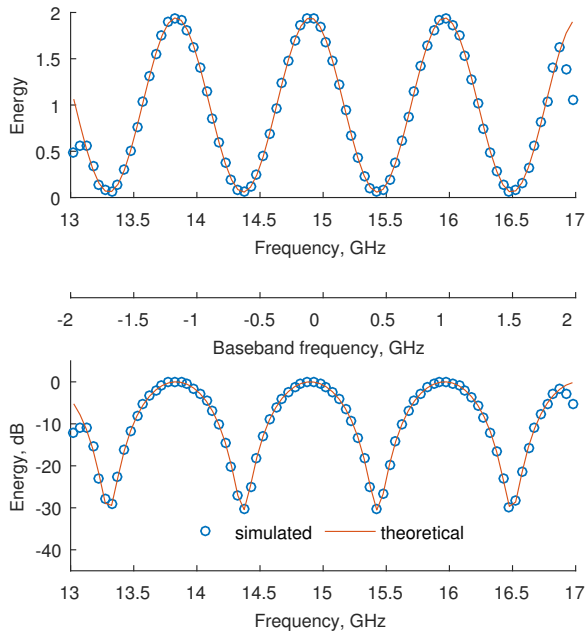 2
1.5
1
0.5
0
Energy
13 13.5 14 14.5 15 15.5 16 16.5 17
Frequency, GHz
-2 -1.5 -1 -0.5 0 0.5 1 1.5 2
Baseband frequency, GHz
0
-10
-20
-30
-40
Energy, dB
simulated theoretical
13 13.5 14 14.5 15 15.5 16 16.5 17
Frequency, GHz